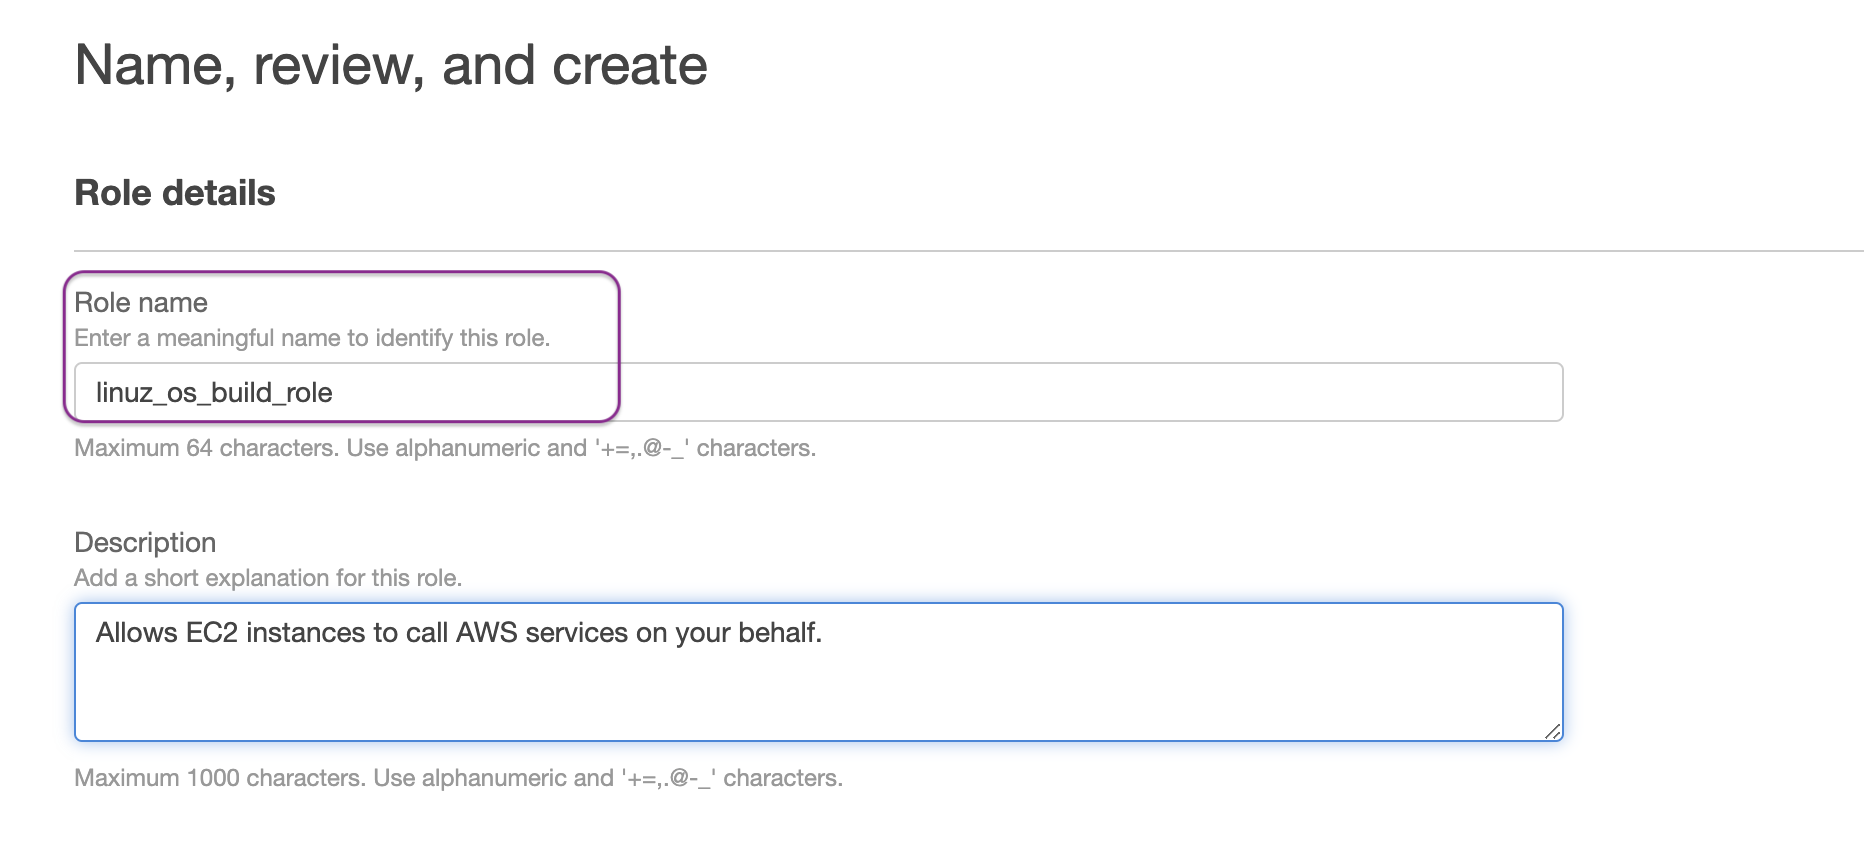 Name, review, and create
Role details
Role name
Enter a meaningful name to identify this role.
linuz_os_build_role
Maximum 64 characters. Use alphanumeric and '+=,.@-_' characters.
Description
Add a short explanation for this role.
Allows EC2 instances to call AWS services on your behalf.
Maximum 1000 characters. Use alphanumeric and '+=,.@-_' characters.